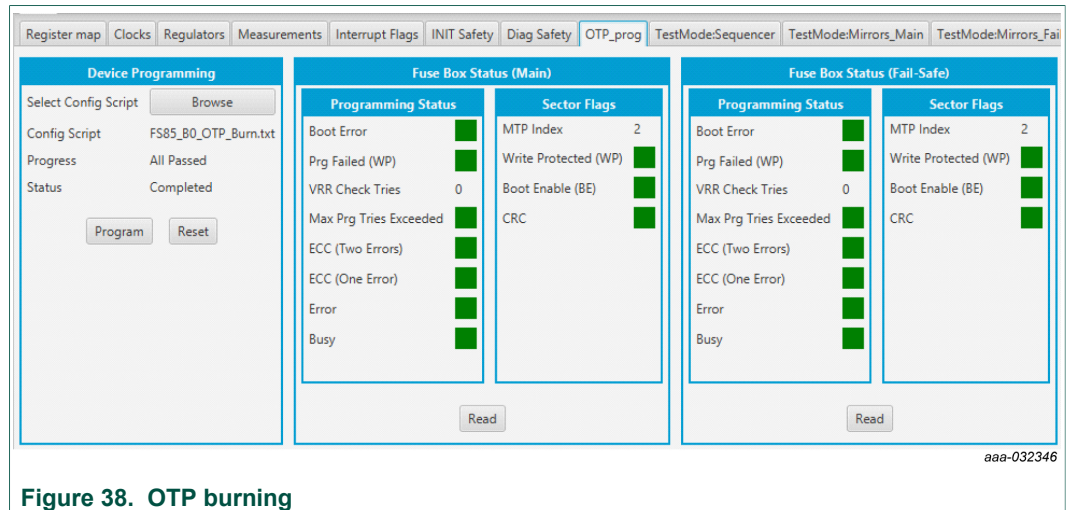 Register map Clocks Regulators Measurements Interrupt Flags INIT Safety Diag Safety OTP_prog TestMode:Sequencer TestMode:Mirrors_Main TestMode:Mirrors_Fai
Device Programming
Select Config Script Browse
Config Script FS85_B0_OTP_Burn.txt
Progress All Passed
Status Completed
Program Reset
Fuse Box Status (Main)
Programming Status
Boot Error
Prg Failed (WP)
VRR Check Tries 0
Max Prg Tries Exceeded
ECC (Two Errors)
ECC (One Error)
Error
Busy
Sector Flags
MTP Index 2
Write Protected (WP)
Boot Enable (BE)
CRC
Read
Fuse Box Status (Fail-Safe)
Programming Status
Boot Error
Prg Failed (WP)
VRR Check Tries 0
Max Prg Tries Exceeded
ECC (Two Errors)
ECC (One Error)
Error
Busy
Sector Flags
MTP Index 2
Write Protected (WP)
Boot Enable (BE)
CRC
Read
aaa-032346
Figure 38. OTP burning